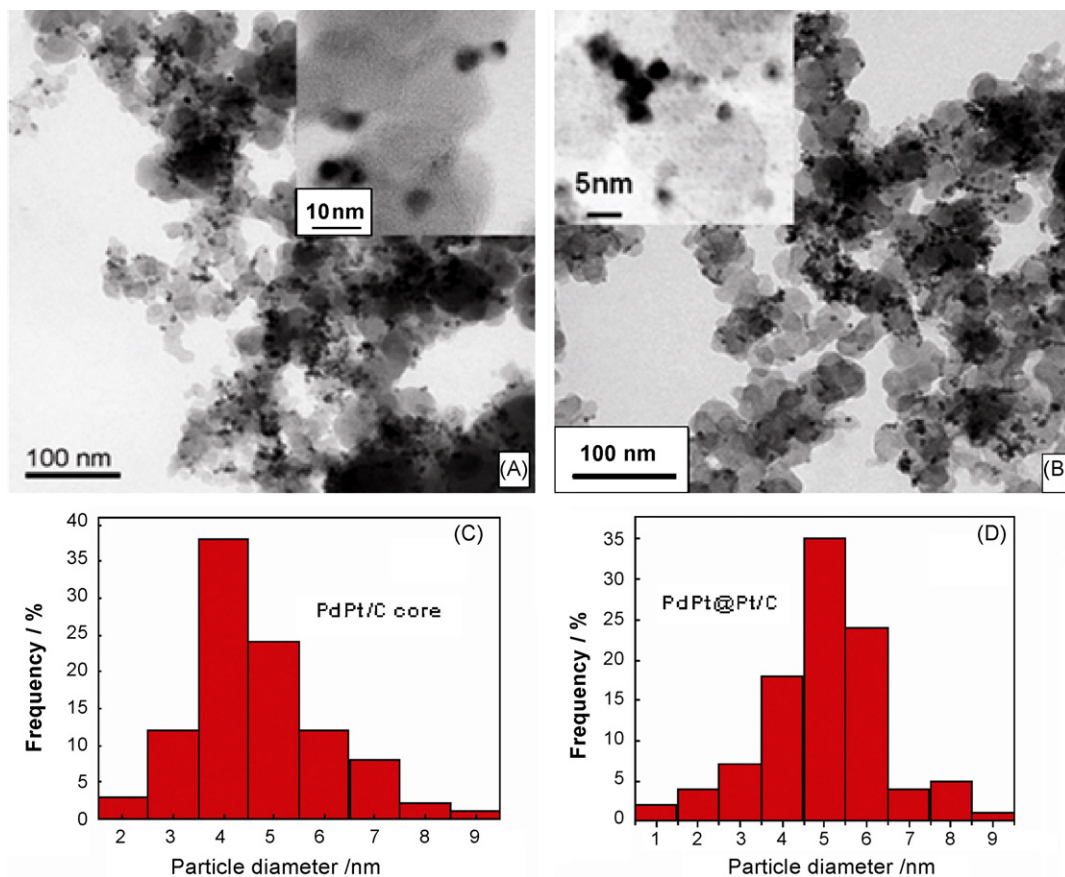 10nm
100 nm
(A)
5nm
100 nm
(B)
40
35
30
25
20
15
10
5
0
Frequency / %
(C)
PdPt/C core
2 3 4 5 6 7 8 9
Particle diameter /nm
35
30
25
20
15
10
5
0
Frequency / %
(D)
PdPt@Pt/C
1 2 3 4 5 6 7 8 9
Particle diameter /nm